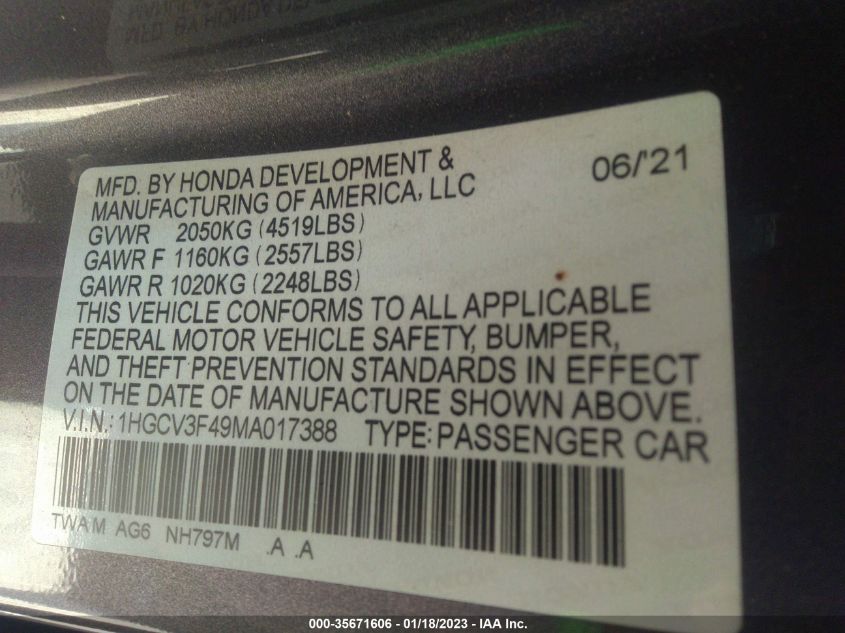 MFD. BY HONDA DEVELOPMENT & 06/'21
MANUFACTURING OF AMERICA, LLC
GVWR 2050KG (4519LBS)
GAWR F 1160KG (2557LBS)
GAWR R 1020KG (2248LBS)
THIS VEHICLE CONFORMS TO ALL APPLICABLE
FEDERAL MOTOR VEHICLE SAFETY, BUMPER,
AND THEFT PREVENTION STANDARDS IN EFFECT
ON THE DATE OF MANUFACTURE SHOWN ABOVE.
V.I.N.: 1HGCV3F49MA017388 TYPE: PASSENGER CAR
TWA M AG6 NH797M .A .A
000-35671606 - 01/18/2023 - IAA Inc.